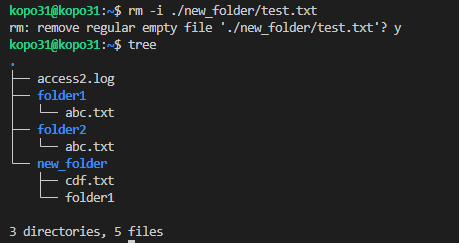 kopo31@kopo31:~$ rm -i ./new_folder/test.txt
rm: remove regular empty file './new_folder/test.txt'? y
kopo31@kopo31:~$ tree
.
├── access2.log
├── folder1
│   └── abc.txt
├── folder2
│   └── abc.txt
└── new_folder
    ├── cdf.txt
    └── folder1

3 directories, 5 files